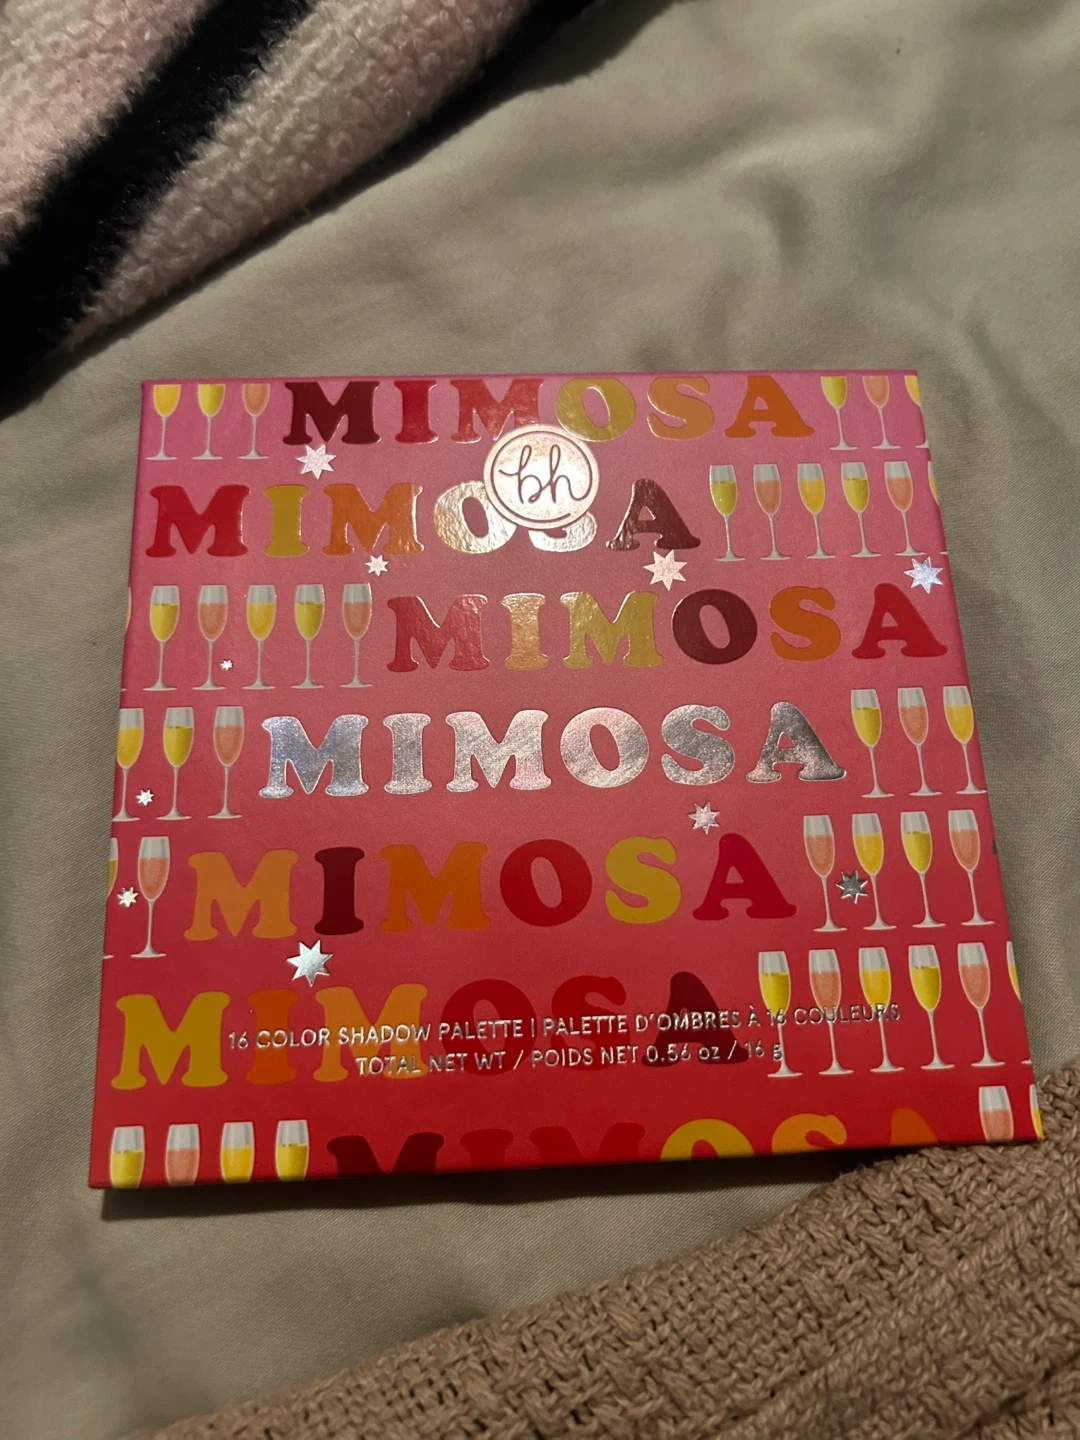 MIMOSA
bh
MIMOSA
MIMOSA
MIMOSA
MIMOSA
MIMOSA
16 COLOR SHADOW PALETTE | PALETTE D'OMBRES À 16 COULEURS
TOTAL NET WT / POIDS NET 0.56 oz / 16 g
MIMOSA